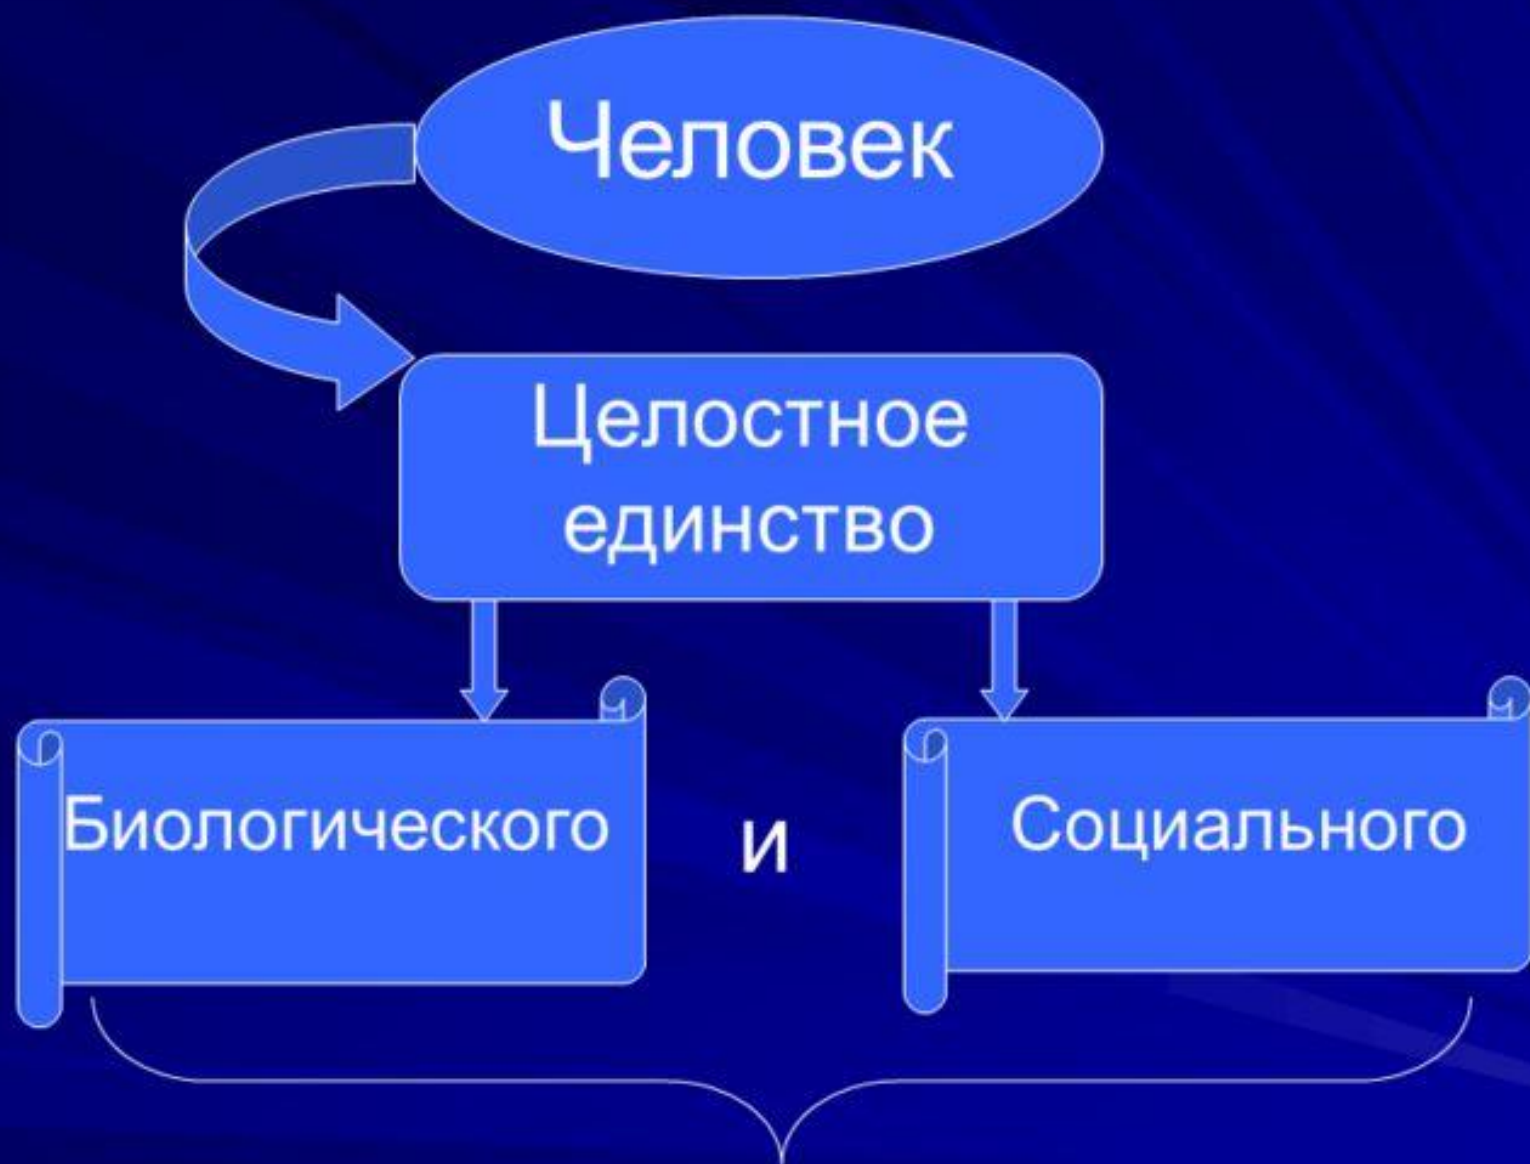 Человек
Целостное
единство
Биологического
и
Социального